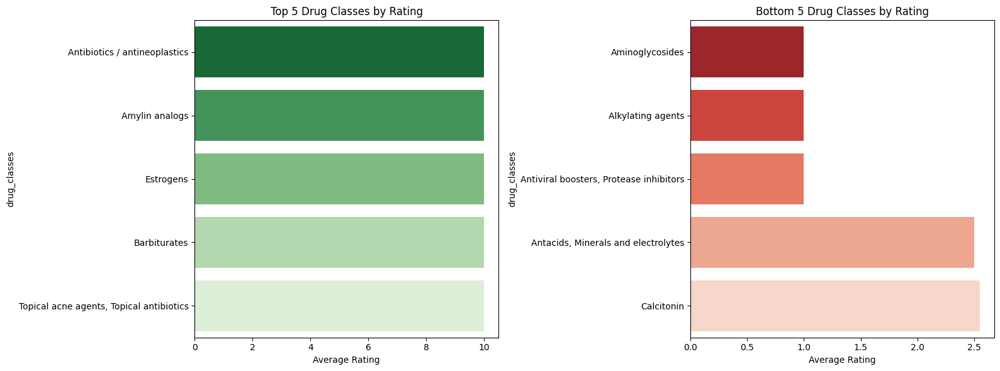 Top 5 Drug Classes by Rating
drug_classes
Antibiotics / antineoplastics
Amylin analogs
Estrogens
Barbiturates
Topical acne agents, Topical antibiotics
0 2 4 6 8 10
Average Rating
Bottom 5 Drug Classes by Rating
drug_classes
Aminoglycosides
Alkylating agents
Antiviral boosters, Protease inhibitors
Antacids, Minerals and electrolytes
Calcitonin
0.0 0.5 1.0 1.5 2.0 2.5
Average Rating